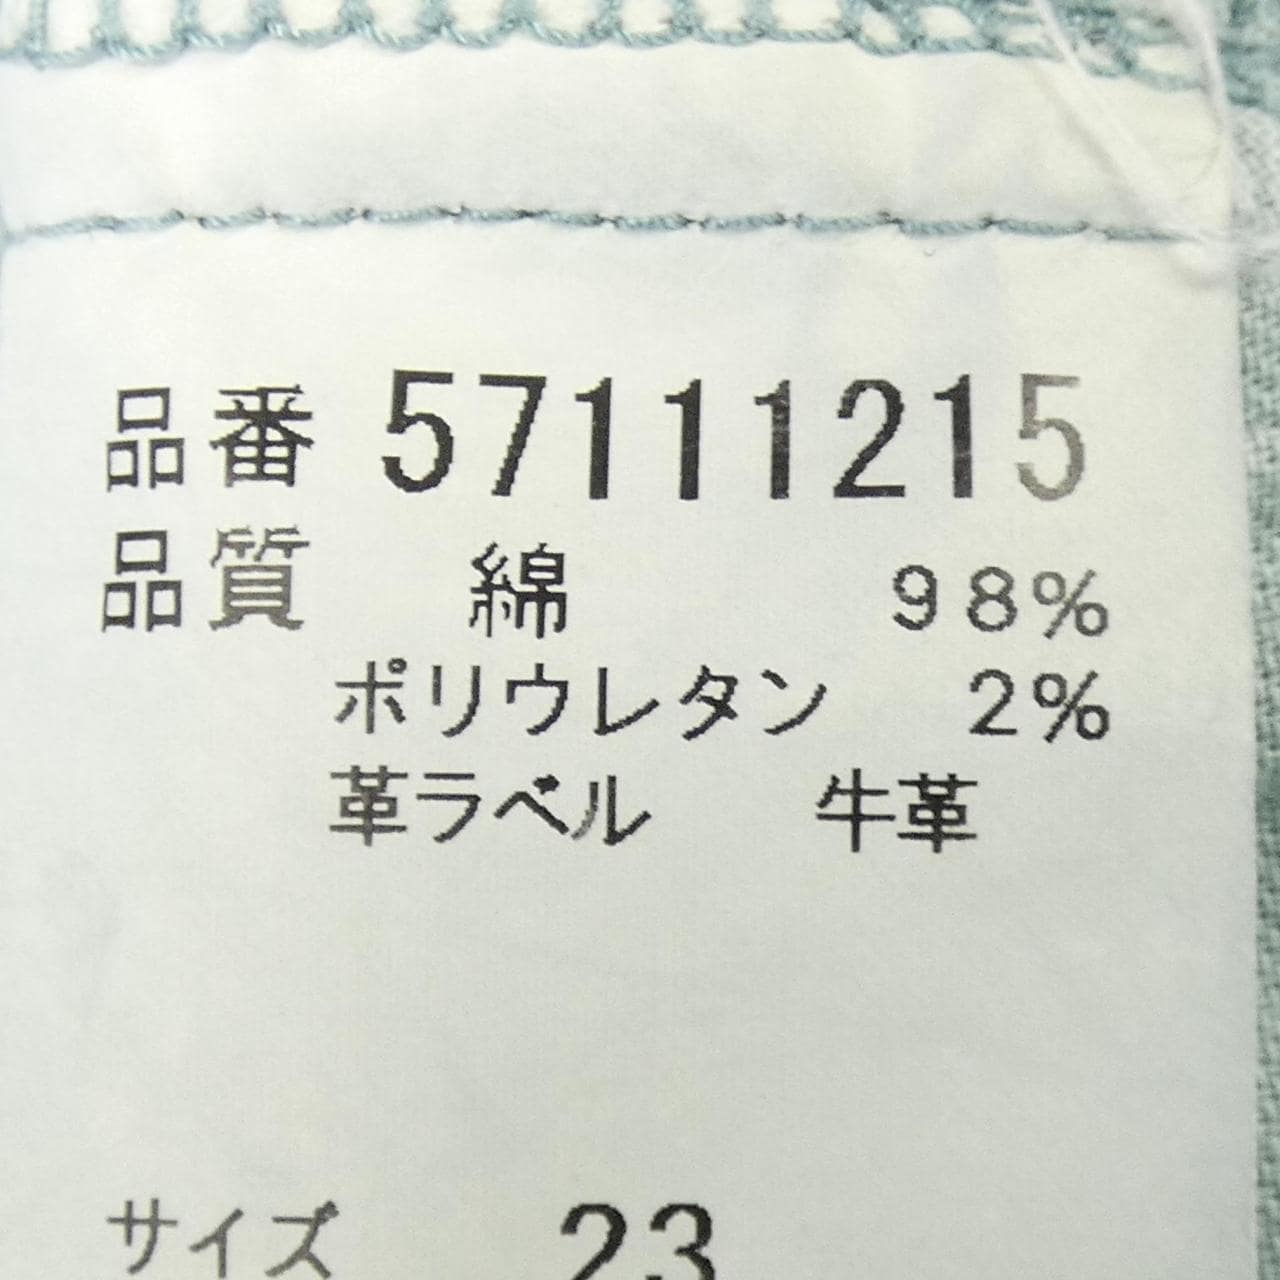 品番 57111215
品質 綿 98%
ポリウレタン 2%
革ラベル 牛革
サイズ 23